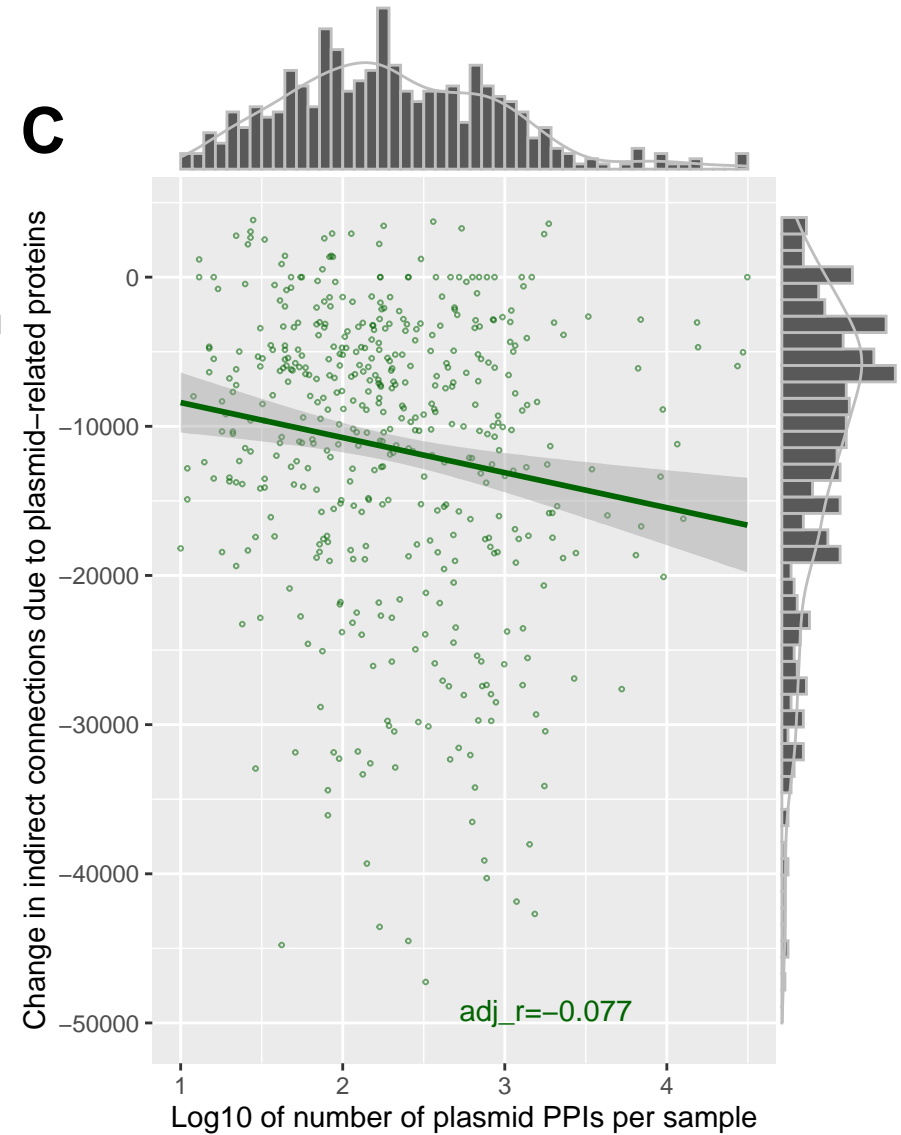 C
Change in indirect connections due to plasmid−related proteins
0
−10000
−20000
−30000
−40000
−50000
adj_r=−0.077
1 2 3 4
Log10 of number of plasmid PPIs per sample